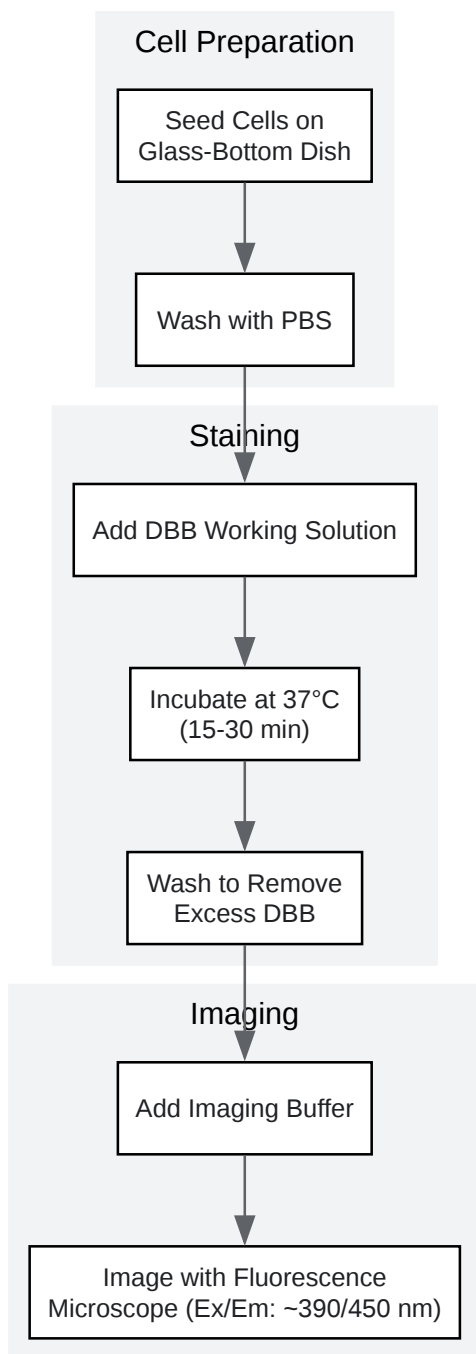 Cell Preparation
Seed Cells on
Glass-Bottom Dish
Wash with PBS
Staining
Add DBB Working Solution
Incubate at 37°C
(15-30 min)
Wash to Remove
Excess DBB
Imaging
Add Imaging Buffer
Image with Fluorescence
Microscope (Ex/Em: ~390/450 nm)